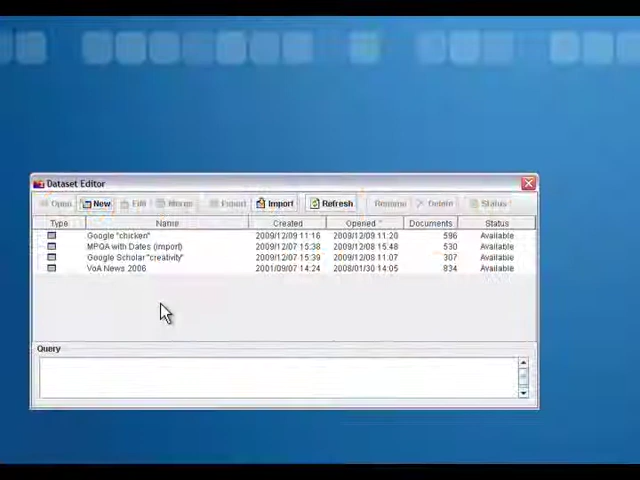 Dataset Editor
Open New Edit Merge Export Import Refresh Rename Delete Status
Type Name Created Opened Documents Status
Google "chicken" 2009/12/09 11:16 2009/12/09 11:20 596 Available
MPQA with Dates (import) 2009/12/07 15:38 2009/12/08 15:48 530 Available
Google Scholar "creativity" 2009/12/07 15:39 2009/12/08 11:07 307 Available
VoA News 2006 2001/09/07 14:24 2008/01/30 14:05 834 Available
Query